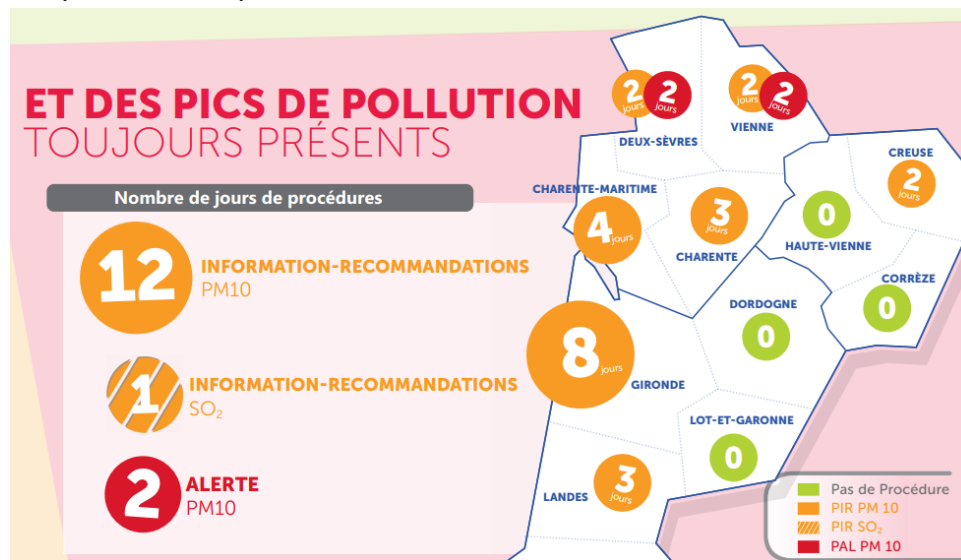 ET DES PICS DE POLLUTION
TOUJOURS PRÉSENTS
Nombre de jours de procédures
12
INFORMATION-RECOMMANDATIONS
PM10
1
INFORMATION-RECOMMANDATIONS
SO₂
2
ALERTE
PM10
2 jours
2 jours
DEUX-SÈVRES
2 jours
2 jours
VIENNE
CREUSE
2 jours
CHARENTE-MARITIME
4 jours
3 jours
CHARENTE
0
HAUTE-VIENNE
CORRÈZE
0
DORDOGNE
0
8 jours
GIRONDE
LOT-ET-GARONNE
0
LANDES
3 jours
Pas de Procédure
PIR PM 10
PIR SO₂
PAL PM 10